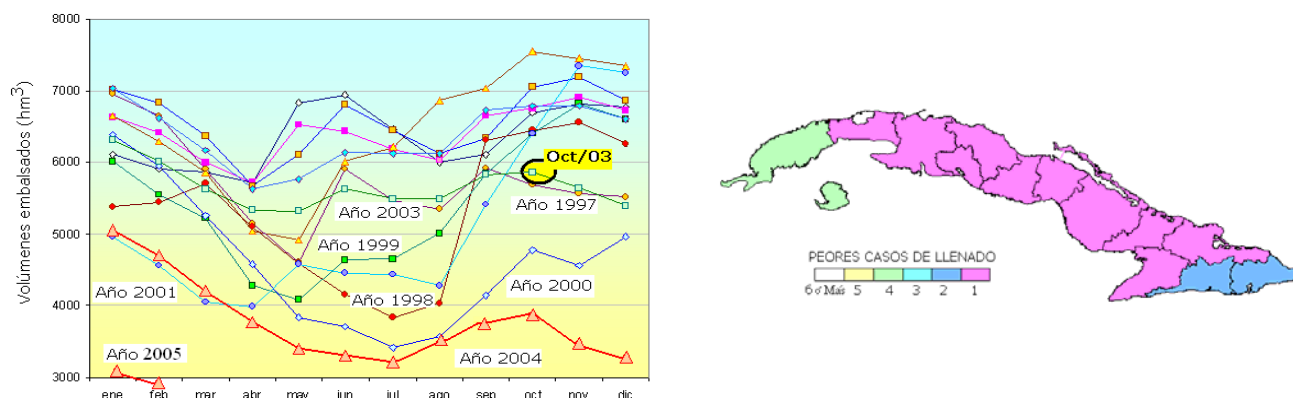 Volúmenes embalsados (hm³)
8000
7000
6000
5000
4000
3000
Oct/03
Año 1997
Año 2003
Año 1999
Año 2000
Año 1998
Año 2001
Año 2004
Año 2005
ene feb mar abr may jun jul ago sep oct nov dic
PEORES CASOS DE LLENADO
6 ó Maís 5 4 3 2 1